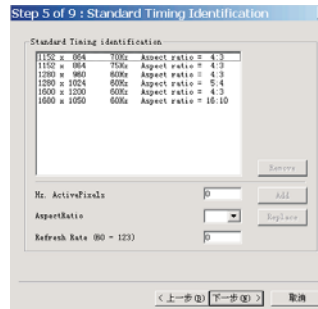 Step 5 of 9 : Standard Timing Identification
Standard Timing identification
1152 x 864 70Hz Aspect ratio = 4:3
1152 x 864 75Hz Aspect ratio = 4:3
1280 x 960 60Hz Aspect ratio = 4:3
1280 x 1024 60Hz Aspect ratio = 5:4
1600 x 1200 60Hz Aspect ratio = 4:3
1680 x 1050 60Hz Aspect ratio = 16:10
Remove
Hz. ActivePixels 0 Add
AspectRatio Replace
Refresh Rate (60 - 123) 0
< 上一步(B) 下一步(N) > 取消